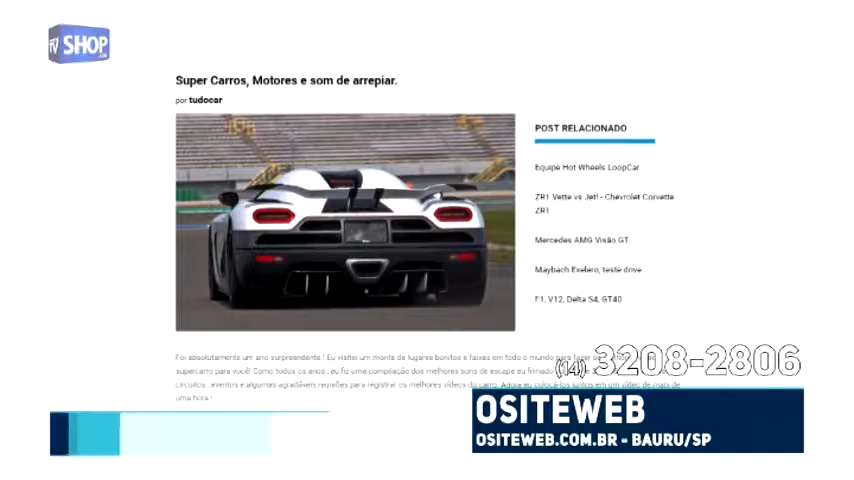 TV SHOP
Super Carros, Motores e som de arrepiar.
por tudocar
POST RELACIONADO
Equipe Hot Wheels LoopCar
ZR1 Vette vs Jet! - Chevrolet Corvette
ZR1
Mercedes AMG Visão GT
Maybach Exelero, teste drive
F1, V12, Delta S4, GT40
Foi absolutamente um ano surpreendente ! Eu visitei um monte de lugares bonitos e faixas em todo o mundo para fazer
supercarro para você! Como todos os anos , eu fiz uma compilação dos melhores sons de escape eu filmado
circuitos , eventos e algumas agradáveis reuniões para registrar os melhores vídeos do carro. Agora eu coloca-los juntos em um vídeo de mais de
uma hora !
(14) 3208-2806
OSITEWEB
OSITEWEB.COM.BR - BAURU/SP